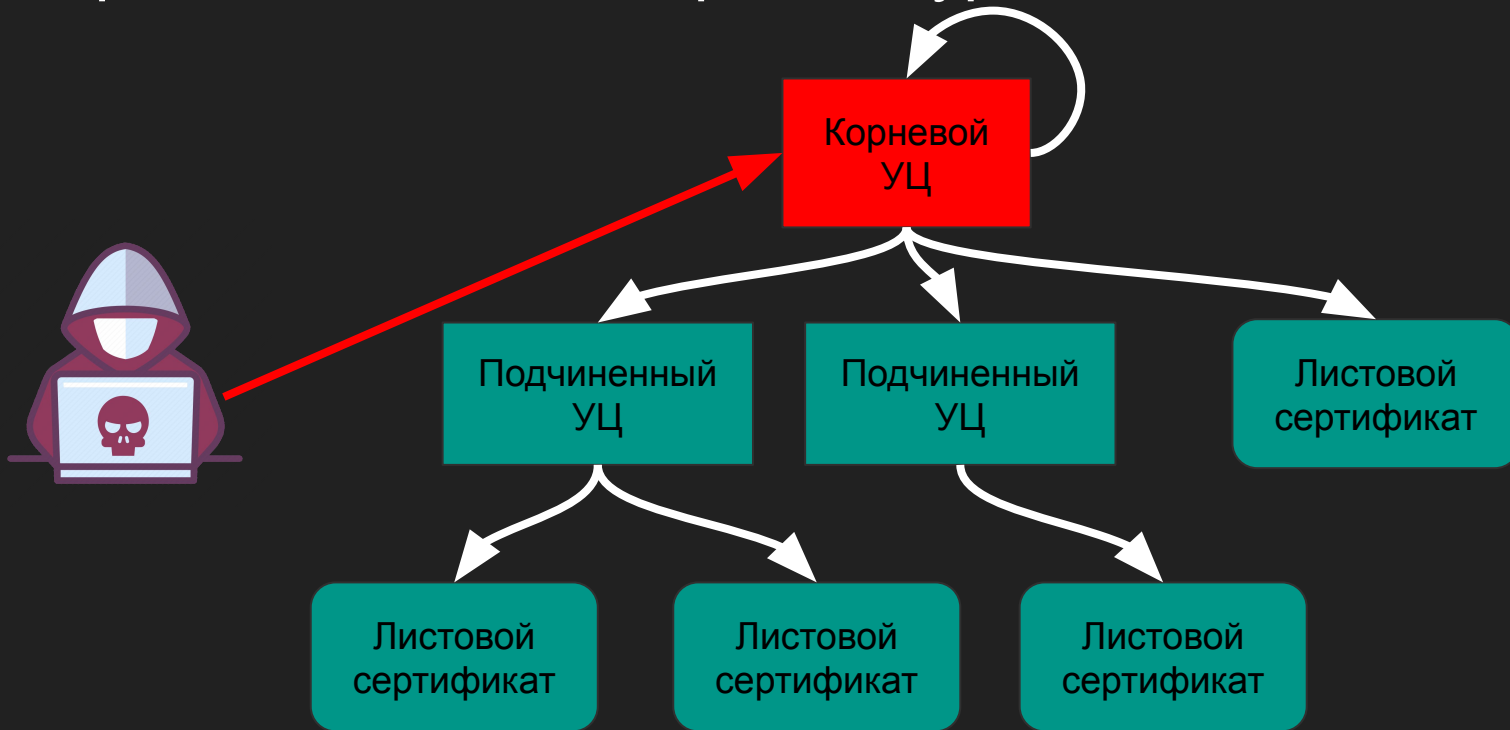 Корневой
УЦ
Подчиненный
УЦ
Подчиненный
УЦ
Листовой
сертификат
Листовой
сертификат
Листовой
сертификат
Листовой
сертификат